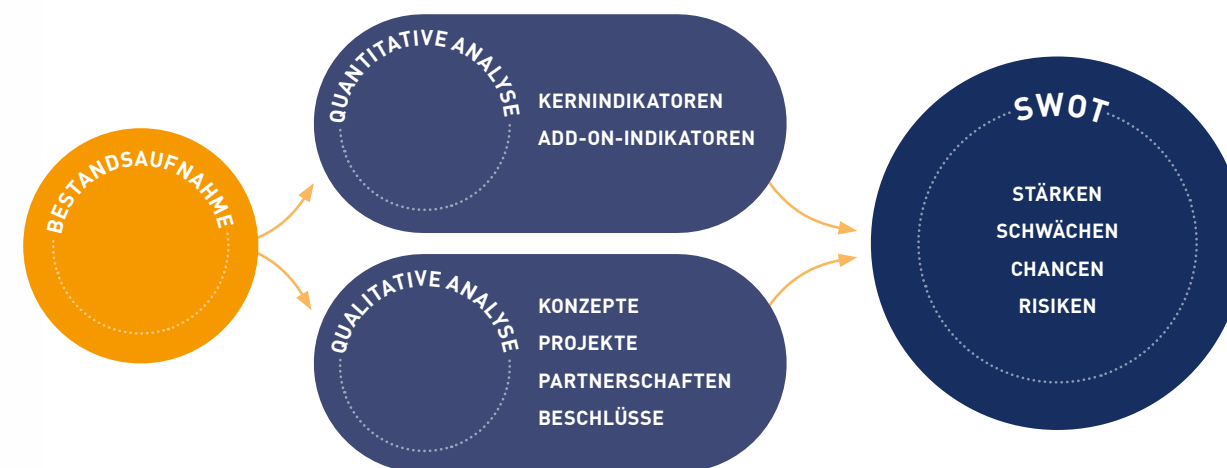 BESTANDSAUFNAHME
QUANTITATIVE ANALYSE
KERNINDIKATOREN
ADD-ON-INDIKATOREN
QUALITATIVE ANALYSE
KONZEPTE
PROJEKTE
PARTNERSCHAFTEN
BESCHLÜSSE
SWOT
STÄRKEN
SCHWÄCHEN
CHANCEN
RISIKEN